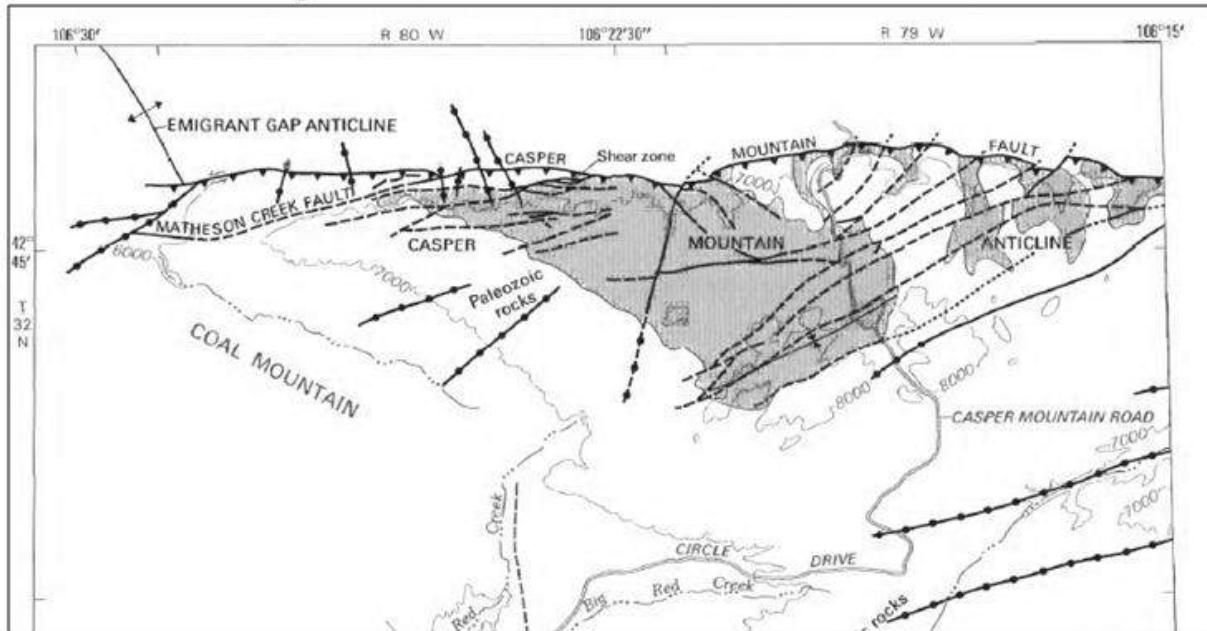 106°30'
R 80 W
106°22'30"
R 79 W
106°15'
EMIGRANT GAP ANTICLINE
CASPER
Shear zone
MOUNTAIN
FAULT
7000
MATHESON CREEK FAULT
CASPER
MOUNTAIN
ANTICLINE
42°
45'
6000
7000
Paleozoic
rocks
T
32
N
COAL MOUNTAIN
8000
8000
CASPER MOUNTAIN ROAD
7000
7000
Creek
CIRCLE
DRIVE
Red
Big
Red
Creek
rocks